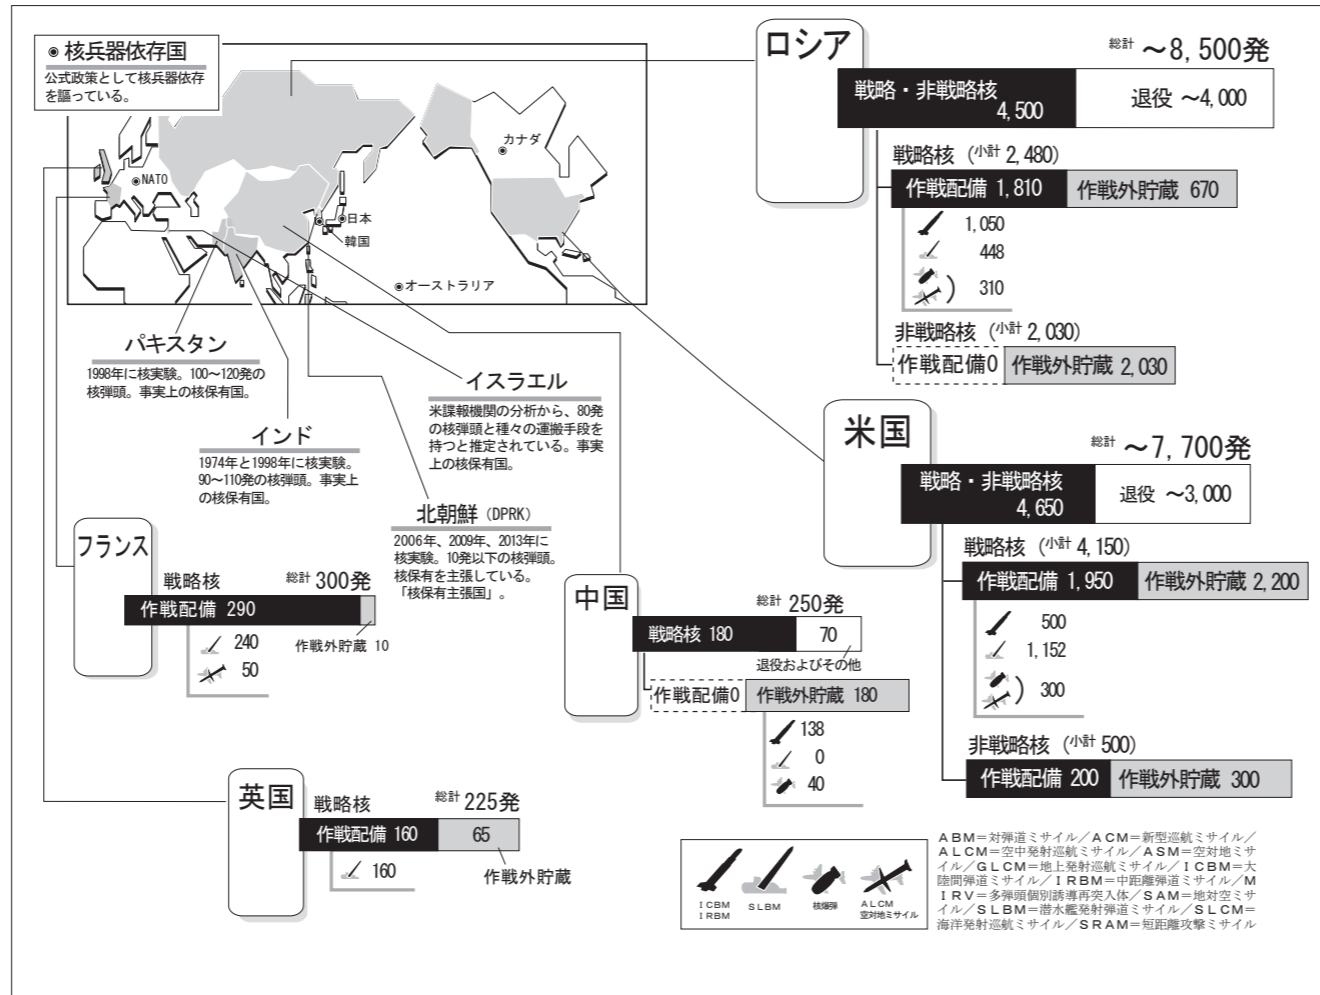 ◉ 核兵器依存国
公式政策として核兵器依存
を謳っている。
◉NATO
◉日本
◉韓国
◉カナダ
◉オーストラリア
ロシア
総計 ～8,500発
戦略・非戦略核
4,500
退役 ～4,000
戦略核 (小計 2,480)
作戦配備 1,810 作戦外貯蔵 670
1,050
448
310
非戦略核 (小計 2,030)
作戦配備0 作戦外貯蔵 2,030
米国
総計 ～7,700発
戦略・非戦略核
4,650
退役 ～3,000
戦略核 (小計 4,150)
作戦配備 1,950 作戦外貯蔵 2,200
500
1,152
300
非戦略核 (小計 500)
作戦配備 200 作戦外貯蔵 300
パキスタン
1998年に核実験。100～120発の
核弾頭。事実上の核保有国。
インド
1974年と1998年に核実験。
90～110発の核弾頭。事実上
の核保有国。
イスラエル
米諜報機関の分析から、80発
の核弾頭と種々の運搬手段を
持つと推定されている。事実
上の核保有国。
北朝鮮 (DPRK)
2006年、2009年、2013年に
核実験。10発以下の核弾頭。
核保有を主張している。
「核保有主張国」。
フランス
戦略核 総計 300発
作戦配備 290
作戦外貯蔵 10
240
50
中国
総計 250発
戦略核 180 70
退役およびその他
作戦配備0 作戦外貯蔵 180
138
0
40
英国
戦略核 総計 225発
作戦配備 160 65
160
作戦外貯蔵
ICBM
IRBM
SLBM
核爆弾
ALCM
空対地ミサイル
ABM=対弾道ミサイル／ACM=新型巡航ミサイル／
ALCM=空中発射巡航ミサイル／ASM=空対地ミサ
イル／GLCM=地上発射巡航ミサイル／ICBM=大
陸間弾道ミサイル／IRBM=中距離弾道ミサイル／M
IRV=多弾頭個別誘導再突入体／SAM=地対空ミサ
イル／SLBM=潜水艦発射弾道ミサイル／SLCM=
海洋発射巡航ミサイル／SRAM=短距離攻撃ミサイル